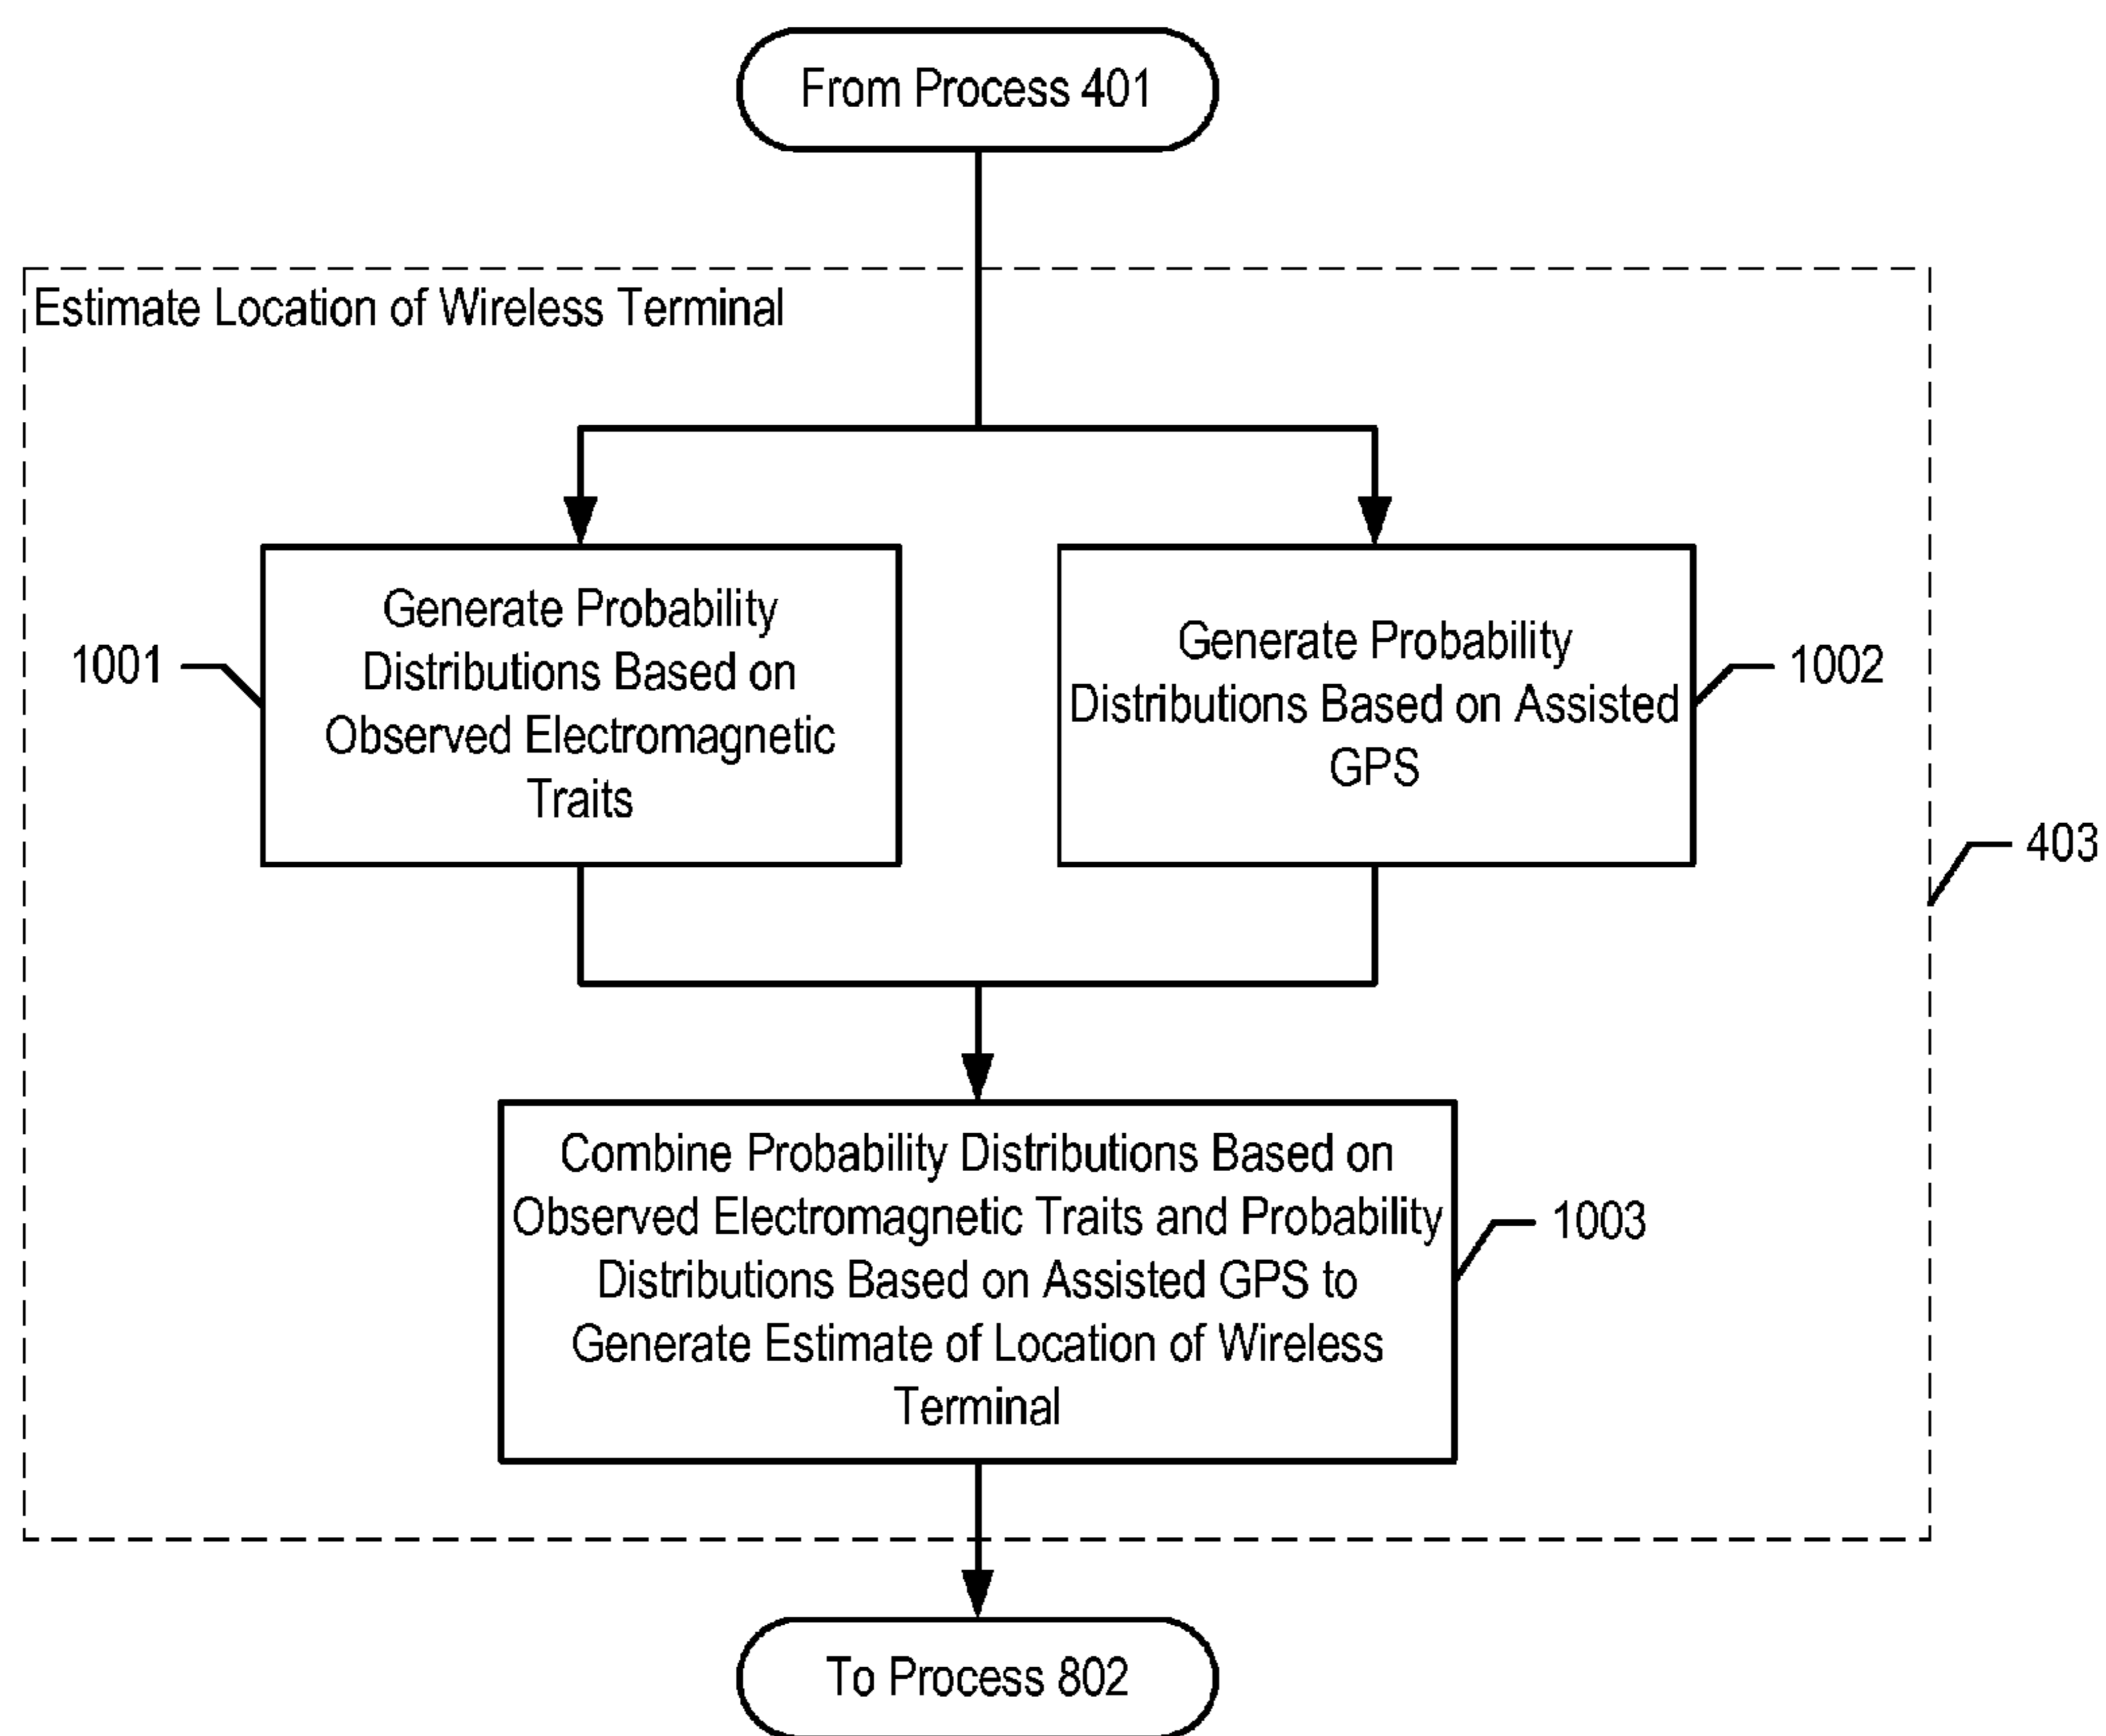 From Process 401
Estimate Location of Wireless Terminal
Generate Probability
Distributions Based on
Observed Electromagnetic
Traits
1001
Generate Probability
Distributions Based on Assisted
GPS
1002
403
Combine Probability Distributions Based on
Observed Electromagnetic Traits and Probability
Distributions Based on Assisted GPS to
Generate Estimate of Location of Wireless
Terminal
1003
To Process 802